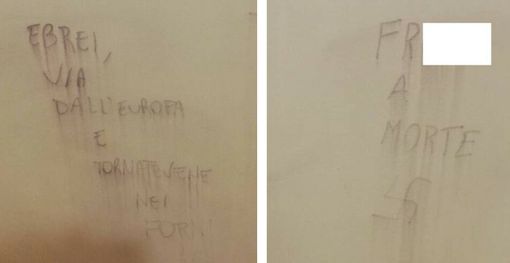 EBREI,
VIA
DALL'EUROPA
E
TORNATEVENE
NEI
FORNI
FR
A
MORTE